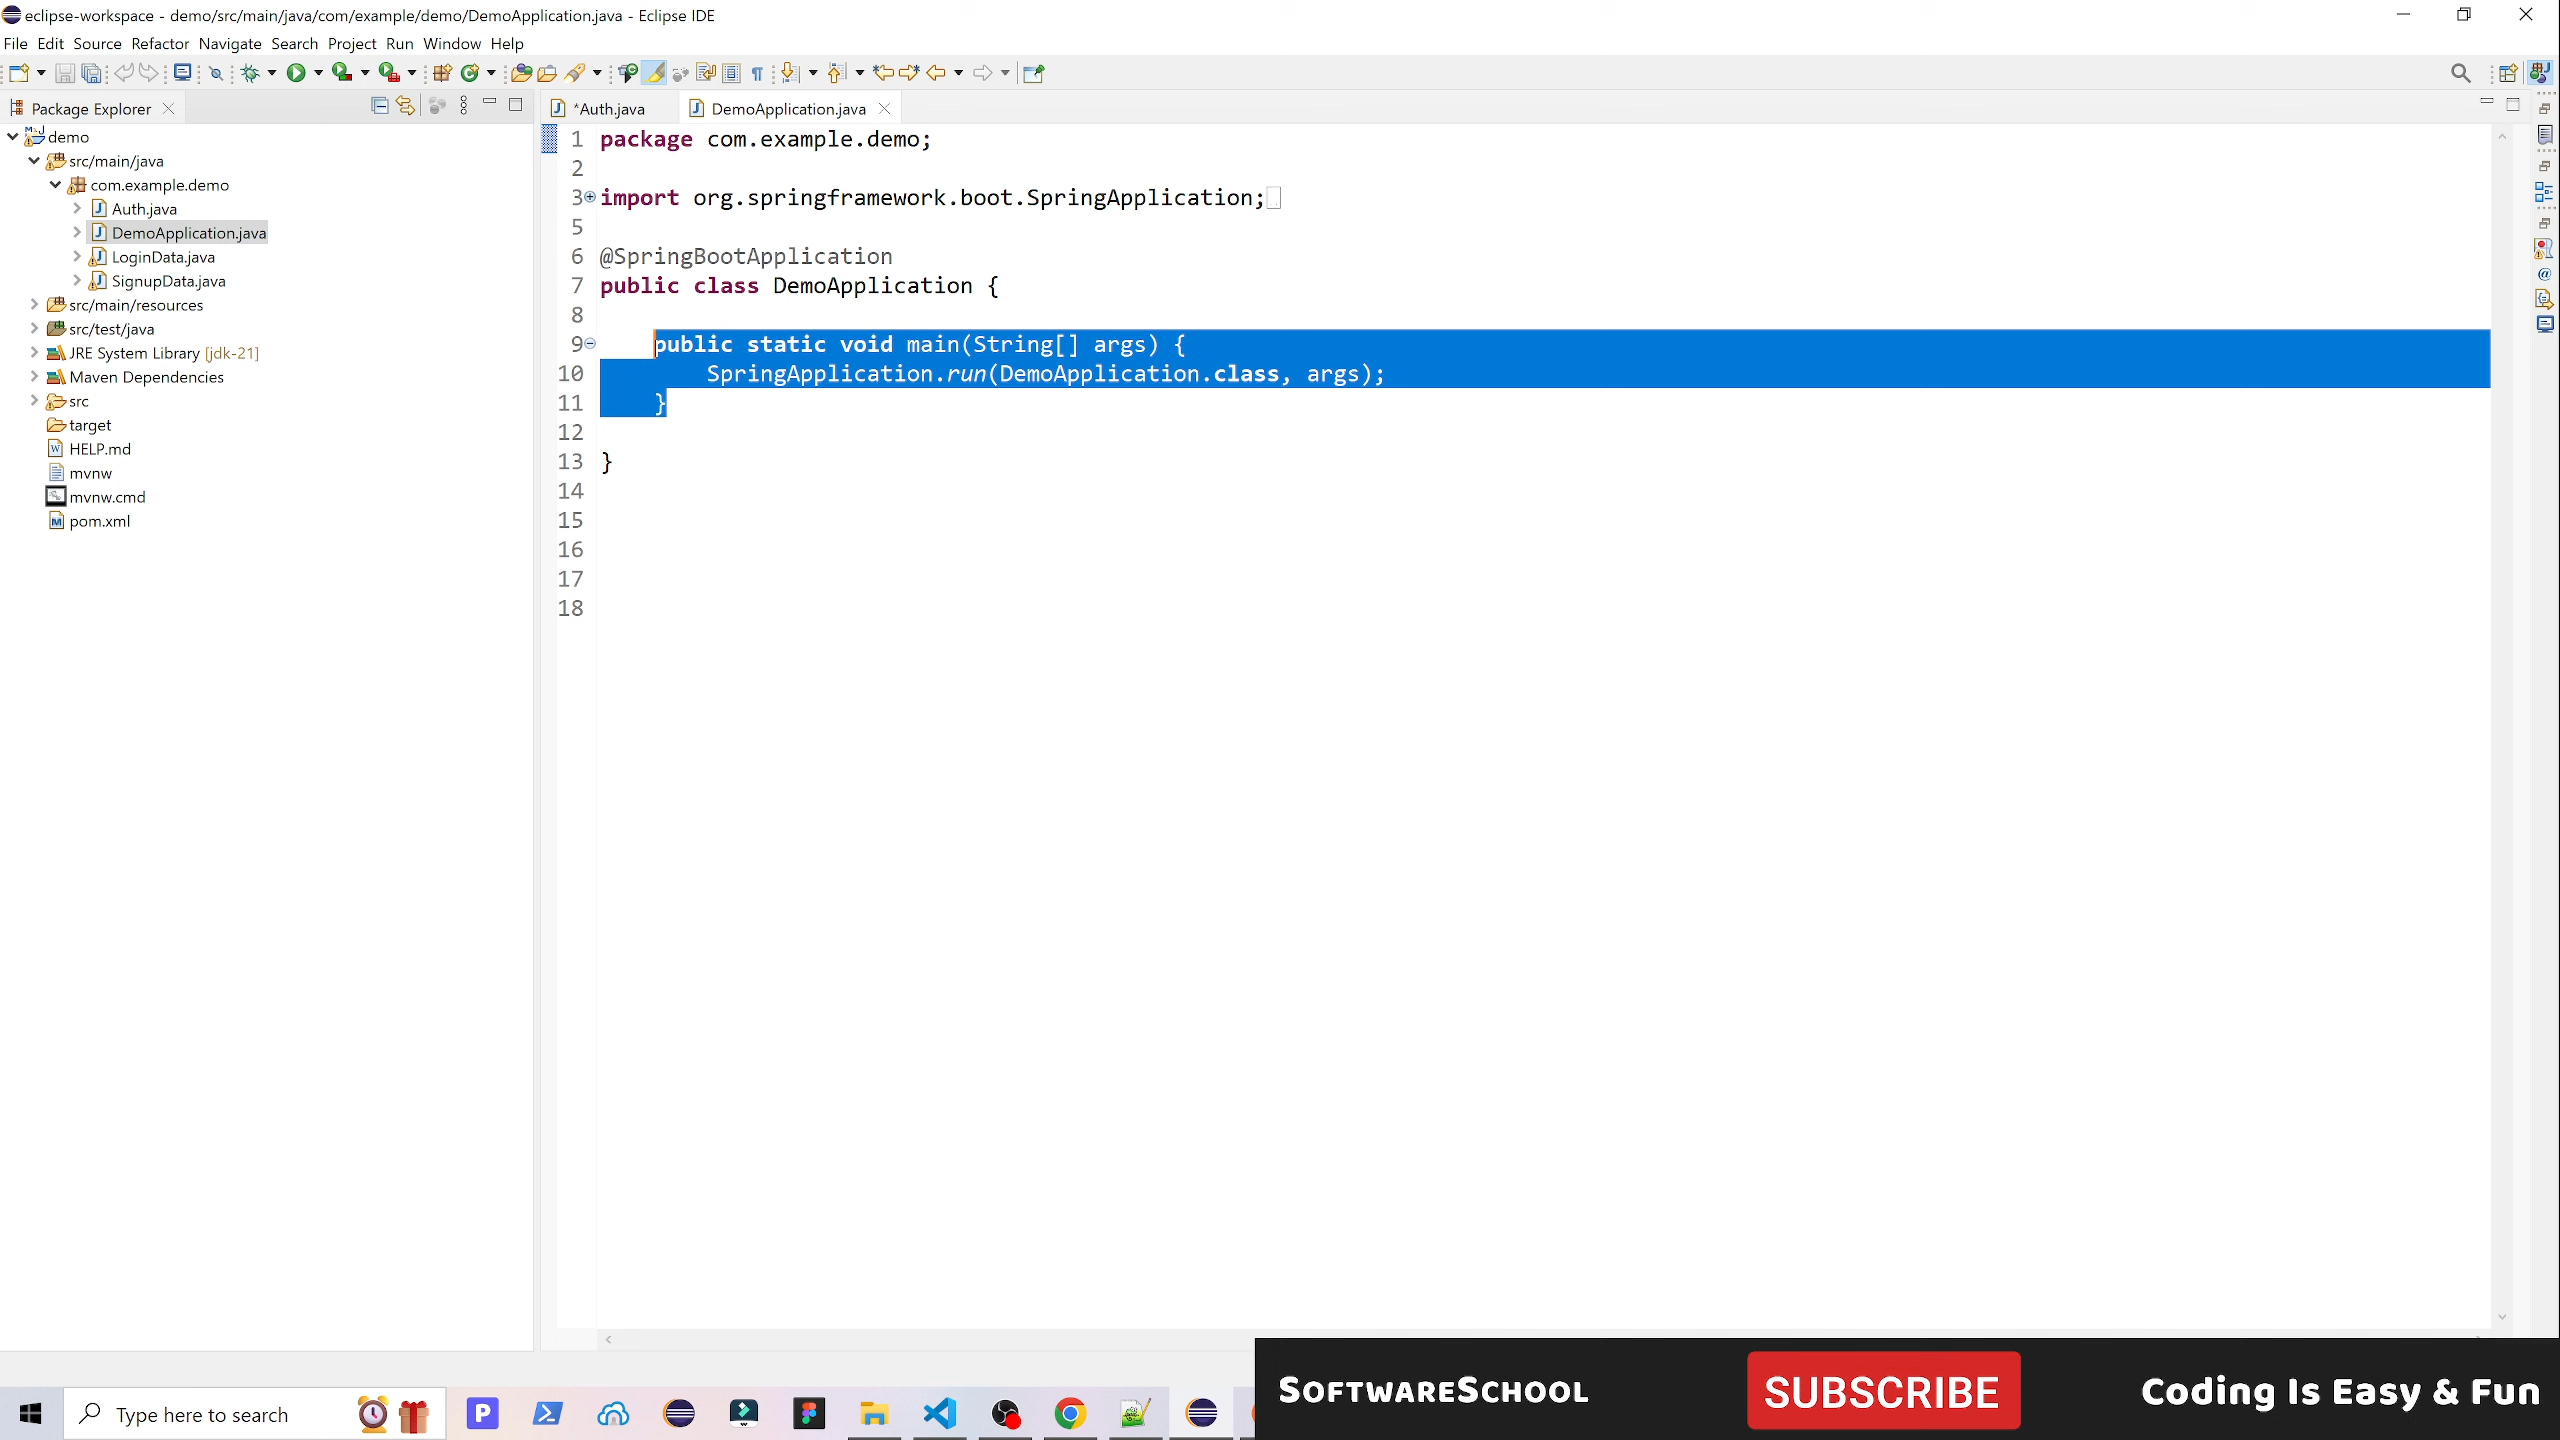 eclipse-workspace - demo/src/main/java/com/example/demo/DemoApplication.java - Eclipse IDE
File Edit Source Refactor Navigate Search Project Run Window Help
Package Explorer
*Auth.java
DemoApplication.java
demo
src/main/java
com.example.demo
Auth.java
DemoApplication.java
LoginData.java
SignupData.java
src/main/resources
src/test/java
JRE System Library [jdk-21]
Maven Dependencies
src
target
HELP.md
mvnw
mvnw.cmd
pom.xml
1 package com.example.demo;
2
3 import org.springframework.boot.SpringApplication;
5
6 @SpringBootApplication
7 public class DemoApplication {
8
9 public static void main(String[] args) {
10 SpringApplication.run(DemoApplication.class, args);
11 }
12
13 }
14
15
16
17
18
Type here to search
SOFTWARESCHOOL
SUBSCRIBE
Coding Is Easy & Fun